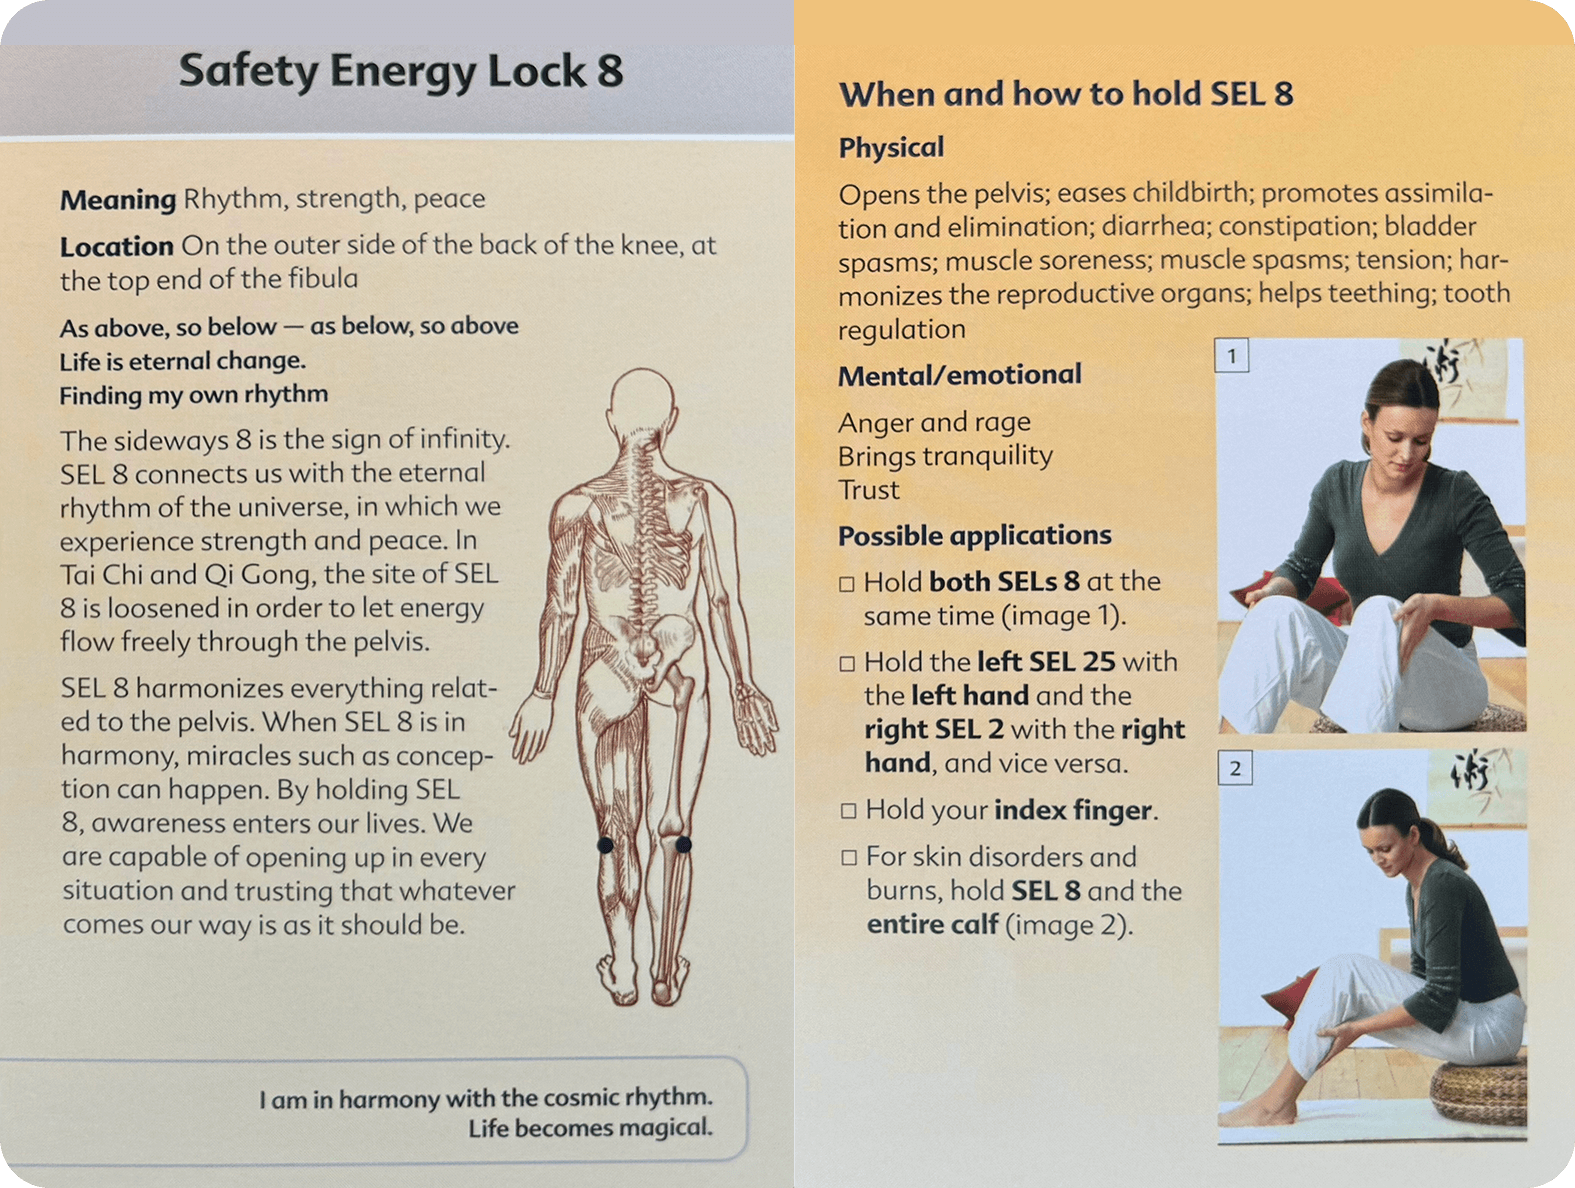 Safety Energy Lock 8
Meaning Rhythm, strength, peace
Location On the outer side of the back of the knee, at
the top end of the fibula
As above, so below — as below, so above
Life is eternal change.
Finding my own rhythm
The sideways 8 is the sign of infinity.
SEL 8 connects us with the eternal
rhythm of the universe, in which we
experience strength and peace. In
Tai Chi and Qi Gong, the site of SEL
8 is loosened in order to let energy
flow freely through the pelvis.
SEL 8 harmonizes everything relat-
ed to the pelvis. When SEL 8 is in
harmony, miracles such as concep-
tion can happen. By holding SEL
8, awareness enters our lives. We
are capable of opening up in every
situation and trusting that whatever
comes our way is as it should be.
I am in harmony with the cosmic rhythm.
Life becomes magical.
When and how to hold SEL 8
Physical
Opens the pelvis; eases childbirth; promotes assimila-
tion and elimination; diarrhea; constipation; bladder
spasms; muscle soreness; muscle spasms; tension; har-
monizes the reproductive organs; helps teething; tooth
regulation
Mental/emotional
Anger and rage
Brings tranquility
Trust
Possible applications
□ Hold both SELs 8 at the
same time (image 1).
□ Hold the left SEL 25 with
the left hand and the
right SEL 2 with the right
hand, and vice versa.
□ Hold your index finger.
□ For skin disorders and
burns, hold SEL 8 and the
entire calf (image 2).
1
2
術